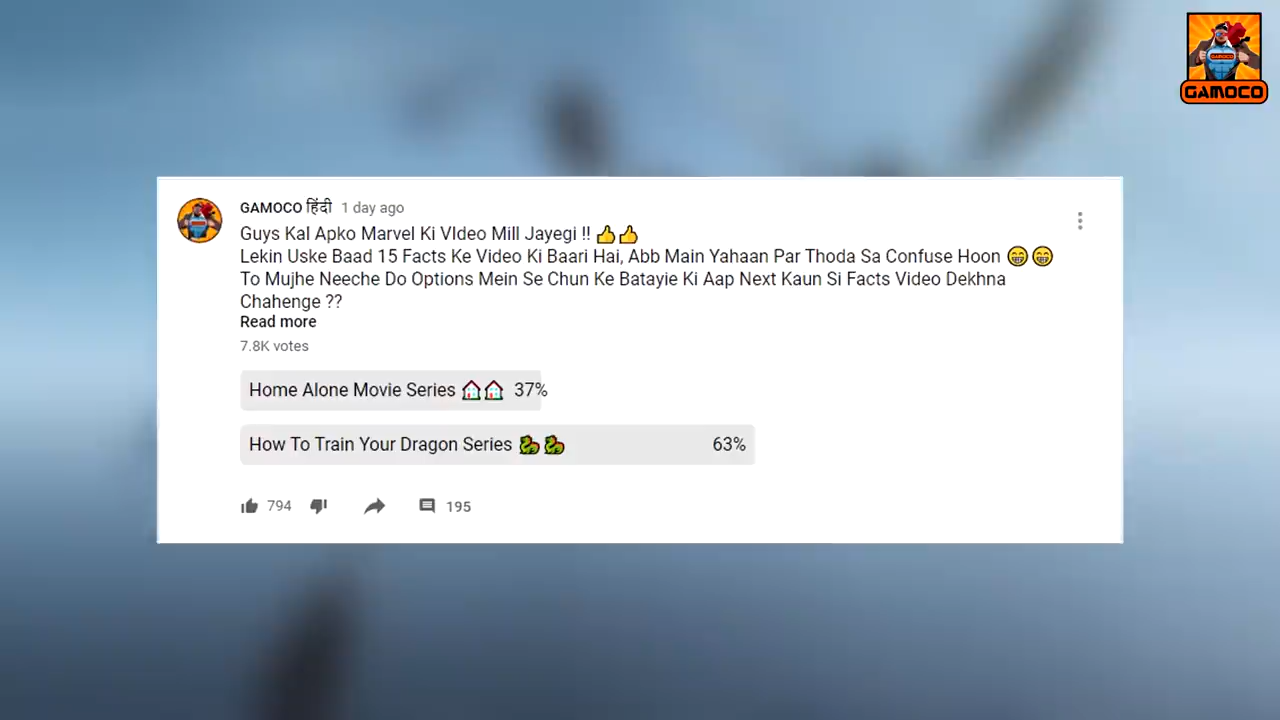 GAMOCO
GAMOCO
GAMOCO हिंदी 1 day ago
Guys Kal Apko Marvel Ki VIdeo Mill Jayegi !! 👍👍
Lekin Uske Baad 15 Facts Ke Video Ki Baari Hai, Abb Main Yahaan Par Thoda Sa Confuse Hoon 😁😁
To Mujhe Neeche Do Options Mein Se Chun Ke Batayie Ki Aap Next Kaun Si Facts Video Dekhna
Chahenge ??
Read more
7.8K votes
Home Alone Movie Series 🏠🏠 37%
How To Train Your Dragon Series 🐉🐉 63%
794 195